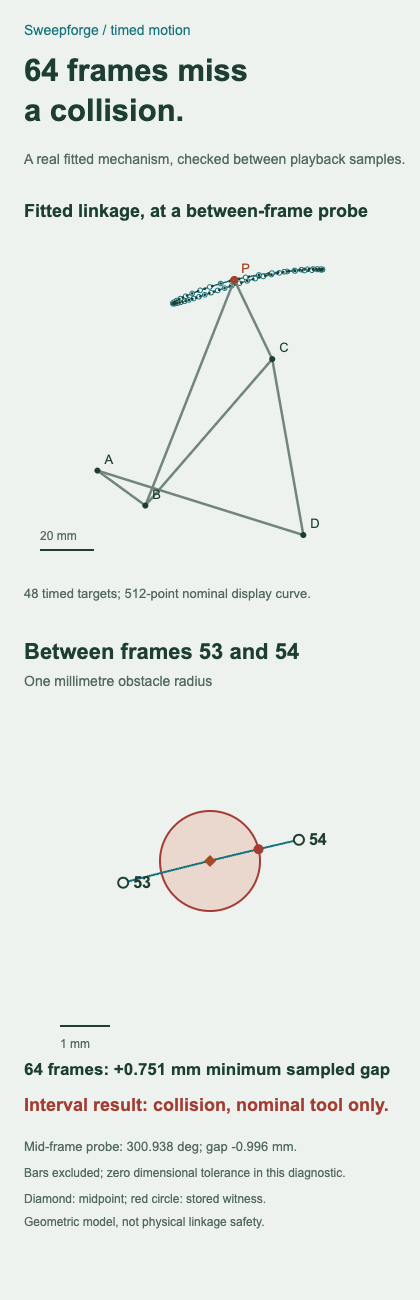 Sweepforge / timed motion
64 frames miss
a collision.
A real fitted mechanism, checked between playback samples.
Fitted linkage, at a between-frame probe
P
C
A
B
D
20 mm
48 timed targets; 512-point nominal display curve.
Between frames 53 and 54
One millimetre obstacle radius
54
53
1 mm
64 frames: +0.751 mm minimum sampled gap
Interval result: collision, nominal tool only.
Mid-frame probe: 300.938 deg; gap -0.996 mm.
Bars excluded; zero dimensional tolerance in this diagnostic.
Diamond: midpoint; red circle: stored witness.
Geometric model, not physical linkage safety.